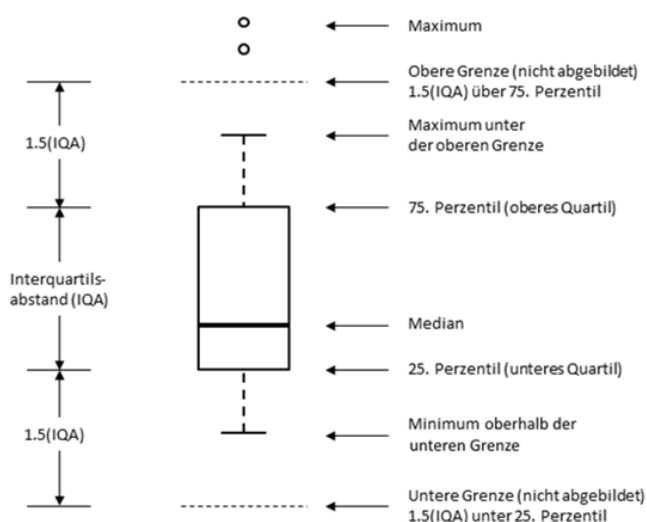 Maximum
Obere Grenze (nicht abgebildet)
1.5(IQA) über 75. Perzentil
Maximum unter
der oberen Grenze
1.5(IQA)
75. Perzentil (oberes Quartil)
Interquartils-
abstand (IQA)
Median
25. Perzentil (unteres Quartil)
Minimum oberhalb der
unteren Grenze
1.5(IQA)
Untere Grenze (nicht abgebildet)
1.5(IQA) unter 25. Perzentil